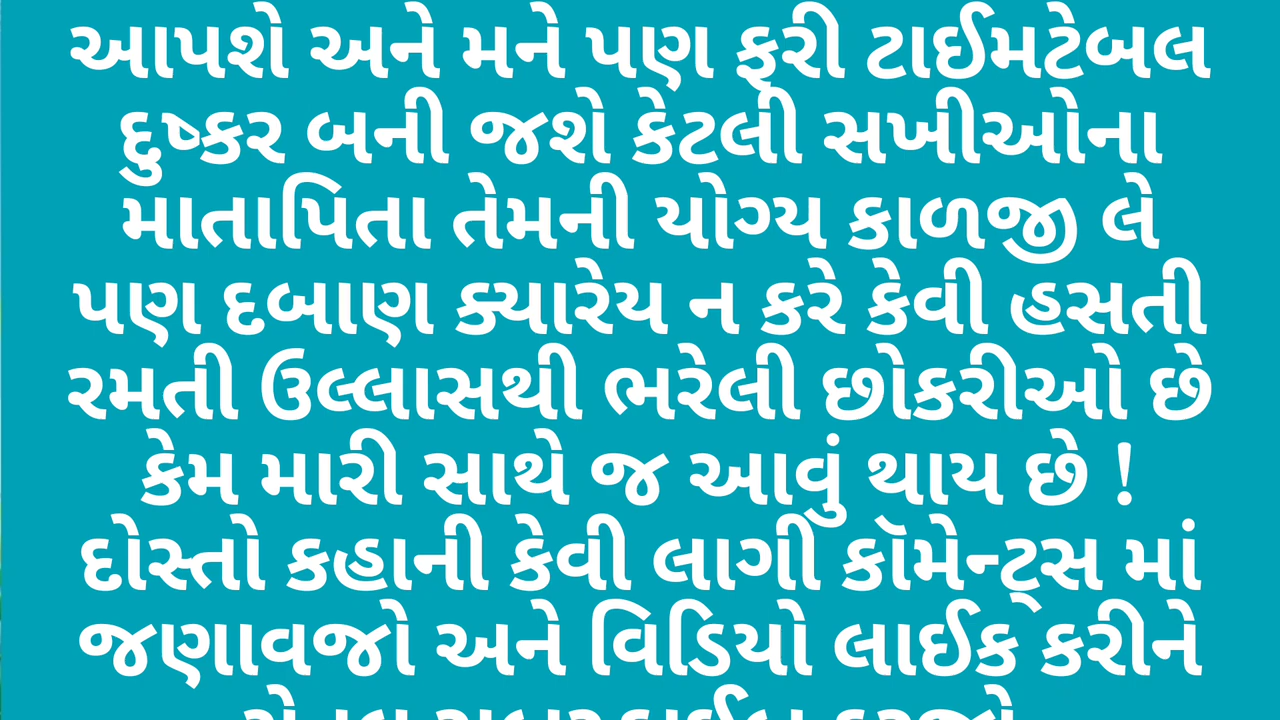 આપશે અને મને પણ ફરી ટાઈમટેબલ
દુષ્કર બની જશે કેટલી સખીઓના
માતાપિતા તેમની યોગ્ય કાળજી લે
પણ દબાણ ક્યારેય ન કરે કેવી હસતી
રમતી ઉલ્લાસથી ભરેલી છોકરીઓ છે
કેમ મારી સાથે જ આવું થાય છે !
દોસ્તો કહાની કેવી લાગી કૉમેન્ટ્સ માં
જણાવજો અને વિડિયો લાઈક કરીને